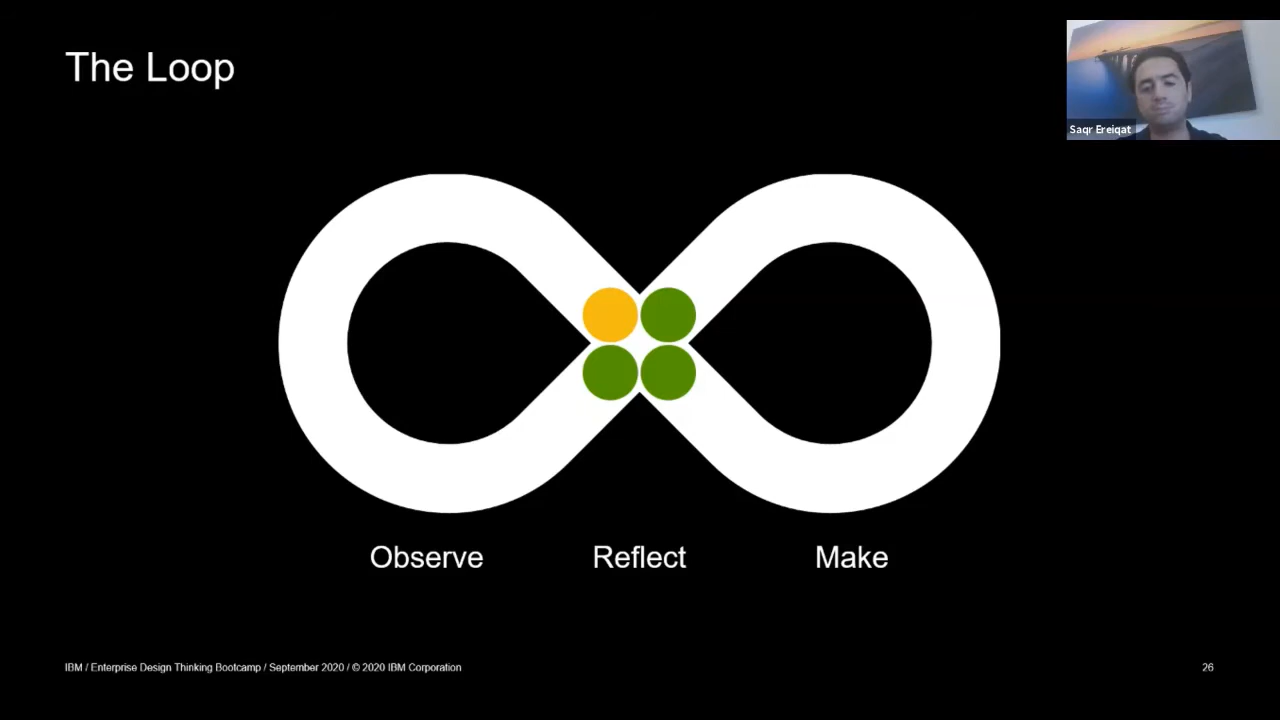 The Loop
Saqr Ereiqat
Observe Reflect Make
IBM / Enterprise Design Thinking Bootcamp / September 2020 / © 2020 IBM Corporation
26